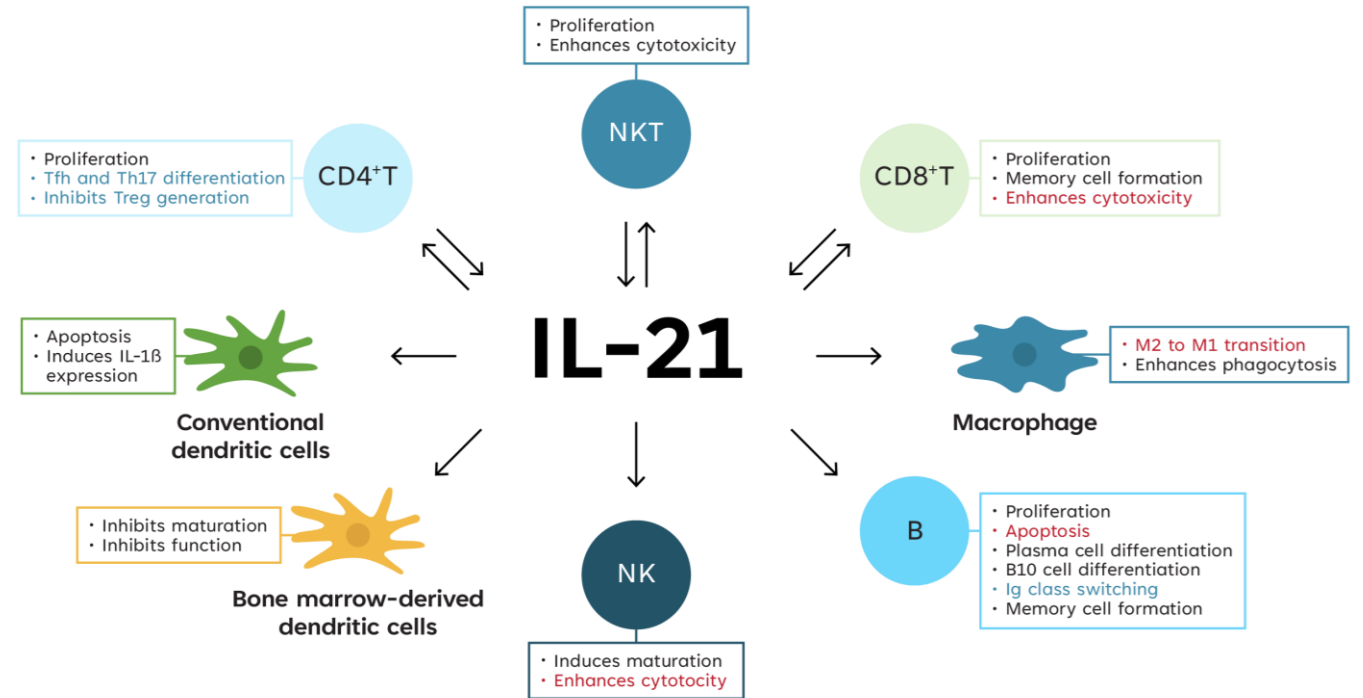 · Proliferation
· Enhances cytotoxicity
NKT
· Proliferation
· Tfh and Th17 differentiation
· Inhibits Treg generation
CD4⁺T
CD8⁺T
· Proliferation
· Memory cell formation
· Enhances cytotoxicity
· Apoptosis
· Induces IL-1ß
expression
Conventional
dendritic cells
IL-21
· M2 to M1 transition
· Enhances phagocytosis
Macrophage
· Inhibits maturation
· Inhibits function
Bone marrow-derived
dendritic cells
NK
· Induces maturation
· Enhances cytotocity
B
· Proliferation
· Apoptosis
· Plasma cell differentiation
· B10 cell differentiation
· Ig class switching
· Memory cell formation